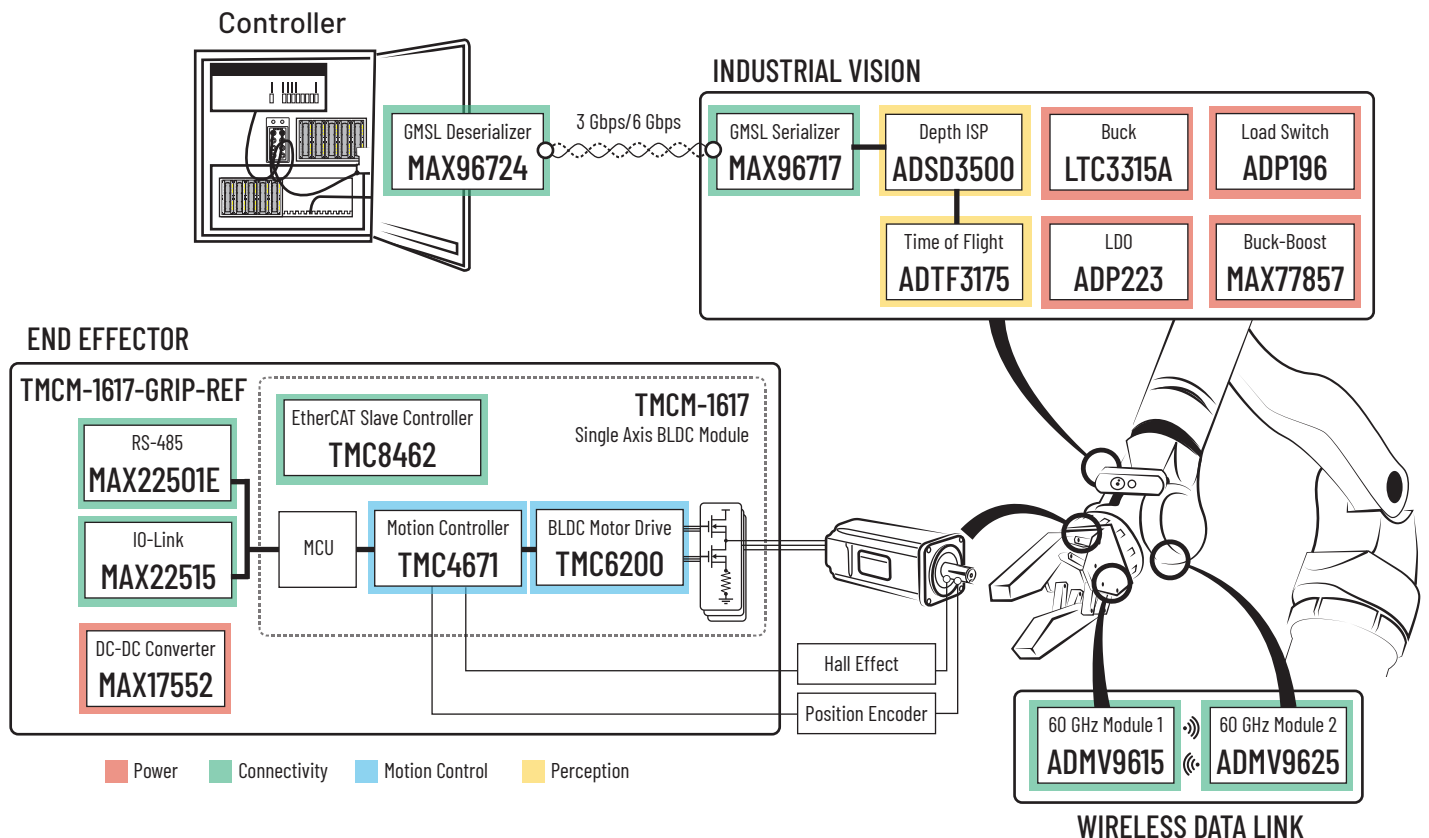 Controller
GMSL Deserializer
MAX96724
3 Gbps/6 Gbps
INDUSTRIAL VISION
GMSL Serializer
MAX96717
Depth ISP
ADSD3500
Buck
LTC3315A
Load Switch
ADP196
Time of Flight
ADTF3175
LDO
ADP223
Buck-Boost
MAX77857
END EFFECTOR
TMCM-1617-GRIP-REF
TMCM-1617
Single Axis BLDC Module
EtherCAT Slave Controller
TMC8462
RS-485
MAX22501E
IO-Link
MAX22515
MCU
Motion Controller
TMC4671
BLDC Motor Drive
TMC6200
DC-DC Converter
MAX17552
Hall Effect
Position Encoder
60 GHz Module 1
ADMV9615
60 GHz Module 2
ADMV9625
WIRELESS DATA LINK
Power
Connectivity
Motion Control
Perception